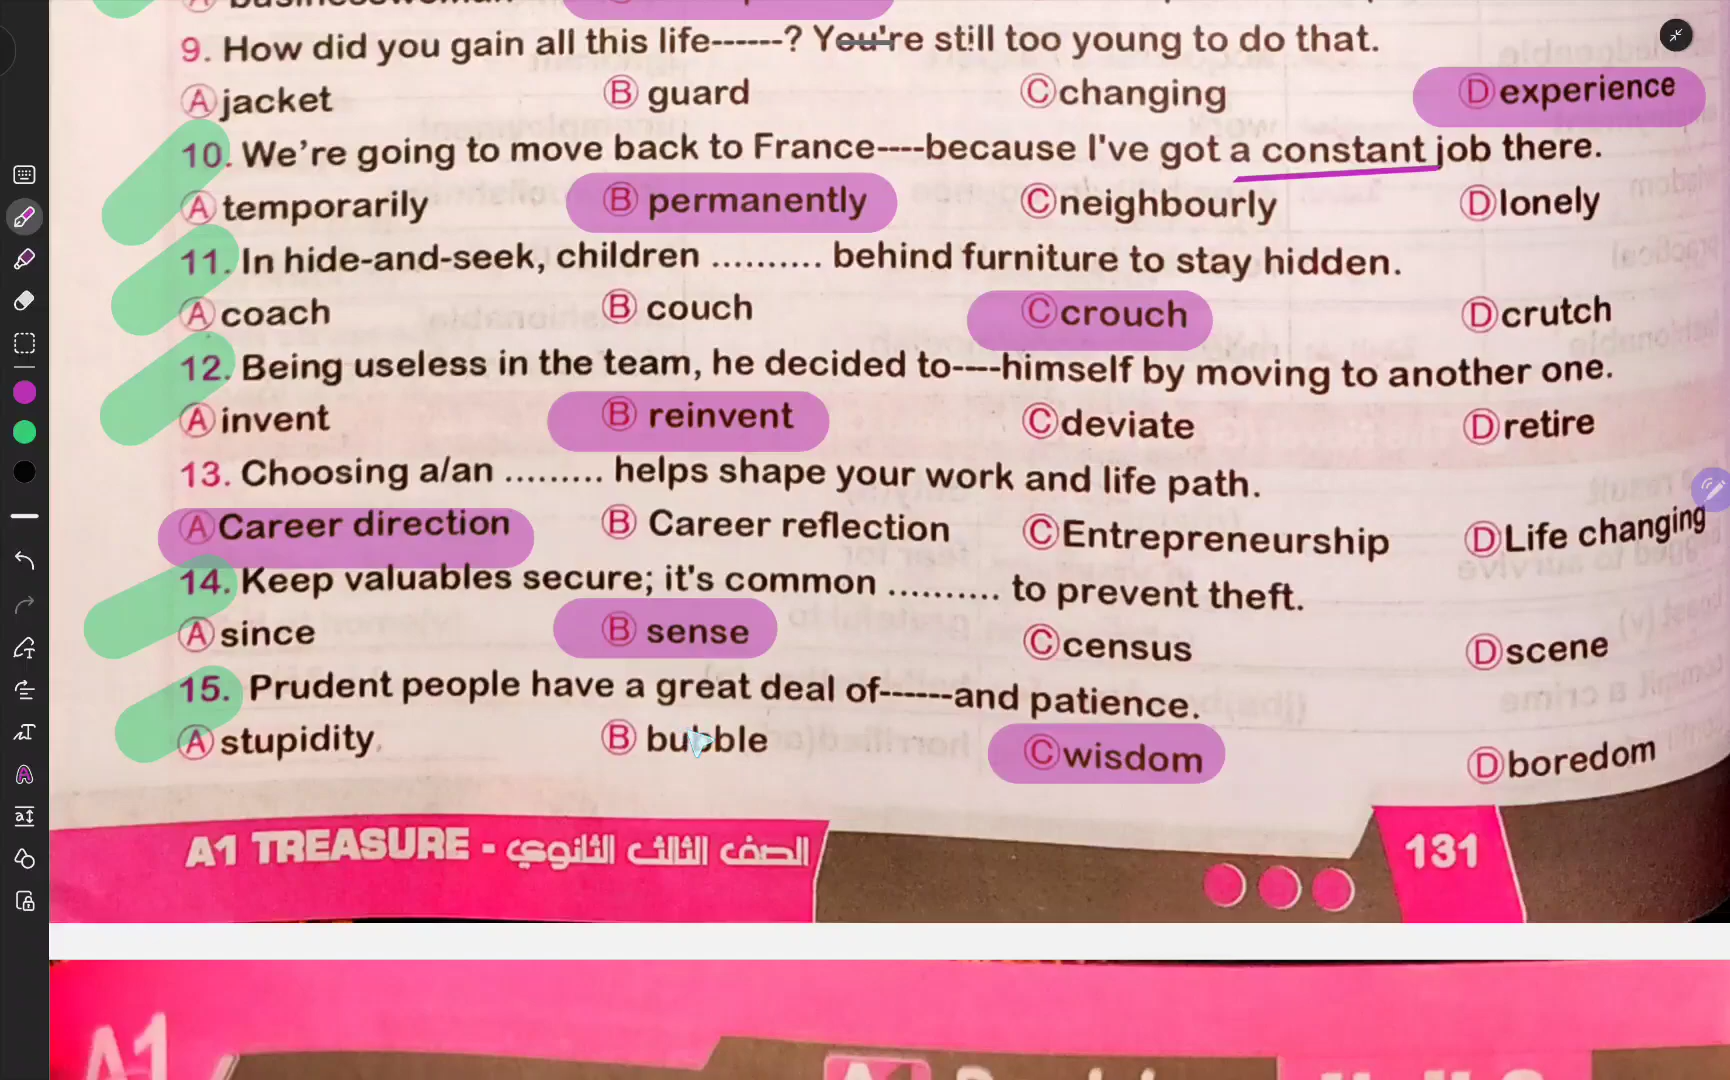 9. How did you gain all this life------? You're still too young to do that.
A jacket B guard C changing D experience
10. We're going to move back to France----because I've got a constant job there.
A temporarily B permanently C neighbourly D lonely
11. In hide-and-seek, children .......... behind furniture to stay hidden.
A coach B couch C crouch D crutch
12. Being useless in the team, he decided to----himself by moving to another one.
A invent B reinvent C deviate D retire
13. Choosing a/an ......... helps shape your work and life path.
A Career direction B Career reflection C Entrepreneurship D Life changing
14. Keep valuables secure; it's common .......... to prevent theft.
A since B sense C census D scene
15. Prudent people have a great deal of------and patience.
A stupidity B bubble C wisdom D boredom
A1 TREASURE - الصف الثالث الثانوي
131
A1